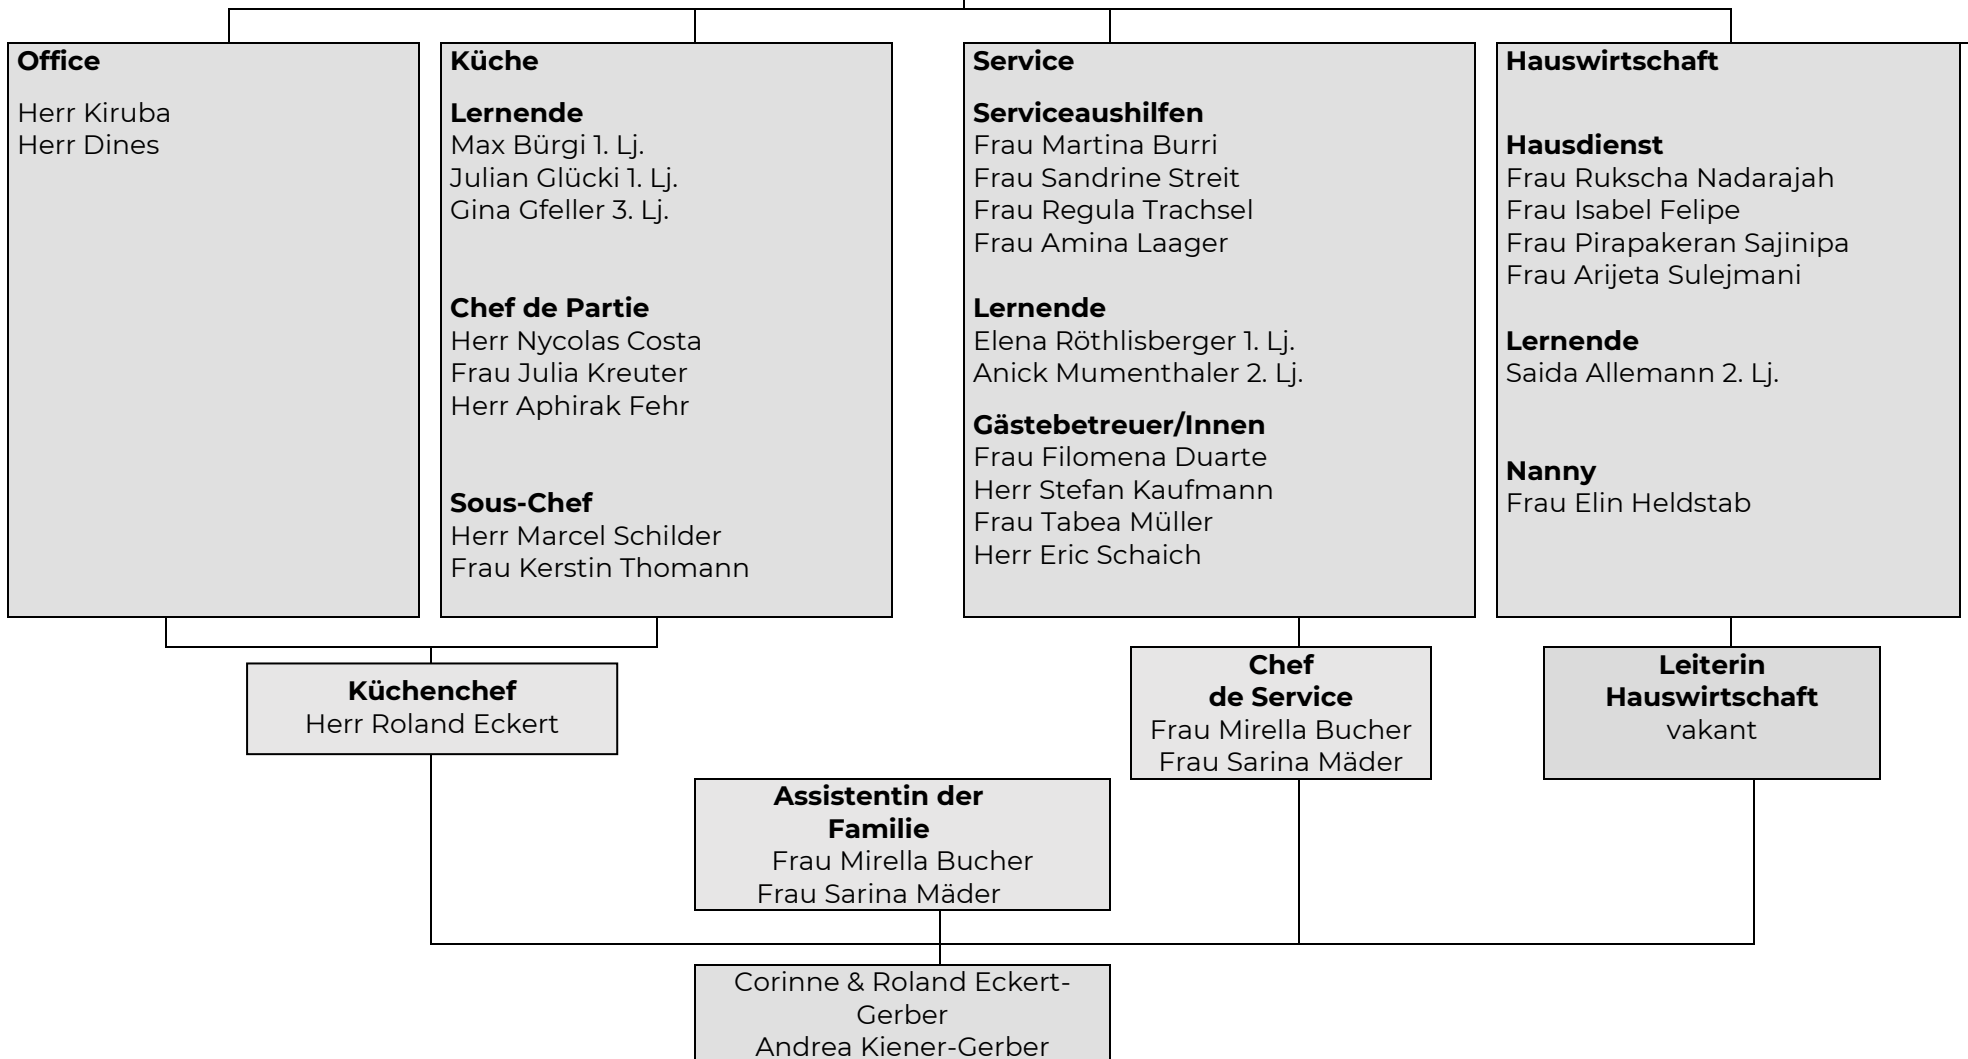 Office
Herr Kiruba
Herr Dines
Küche
Lernende
Max Bürgi 1. Lj.
Julian Glücki 1. Lj.
Gina Gfeller 3. Lj.
Chef de Partie
Herr Nycolas Costa
Frau Julia Kreuter
Herr Aphirak Fehr
Sous-Chef
Herr Marcel Schilder
Frau Kerstin Thomann
Service
Serviceaushilfen
Frau Martina Burri
Frau Sandrine Streit
Frau Regula Trachsel
Frau Amina Laager
Lernende
Elena Röthlisberger 1. Lj.
Anick Mumenthaler 2. Lj.
Gästebetreuer/Innen
Frau Filomena Duarte
Herr Stefan Kaufmann
Frau Tabea Müller
Herr Eric Schaich
Hauswirtschaft
Hausdienst
Frau Rukscha Nadarajah
Frau Isabel Felipe
Frau Pirapakeran Sajinipa
Frau Arijeta Sulejmani
Lernende
Saida Allemann 2. Lj.
Nanny
Frau Elin Heldstab
Küchenchef
Herr Roland Eckert
Chef
de Service
Frau Mirella Bucher
Frau Sarina Mäder
Leiterin
Hauswirtschaft
vakant
Assistentin der
Familie
Frau Mirella Bucher
Frau Sarina Mäder
Corinne & Roland Eckert-
Gerber
Andrea Kiener-Gerber